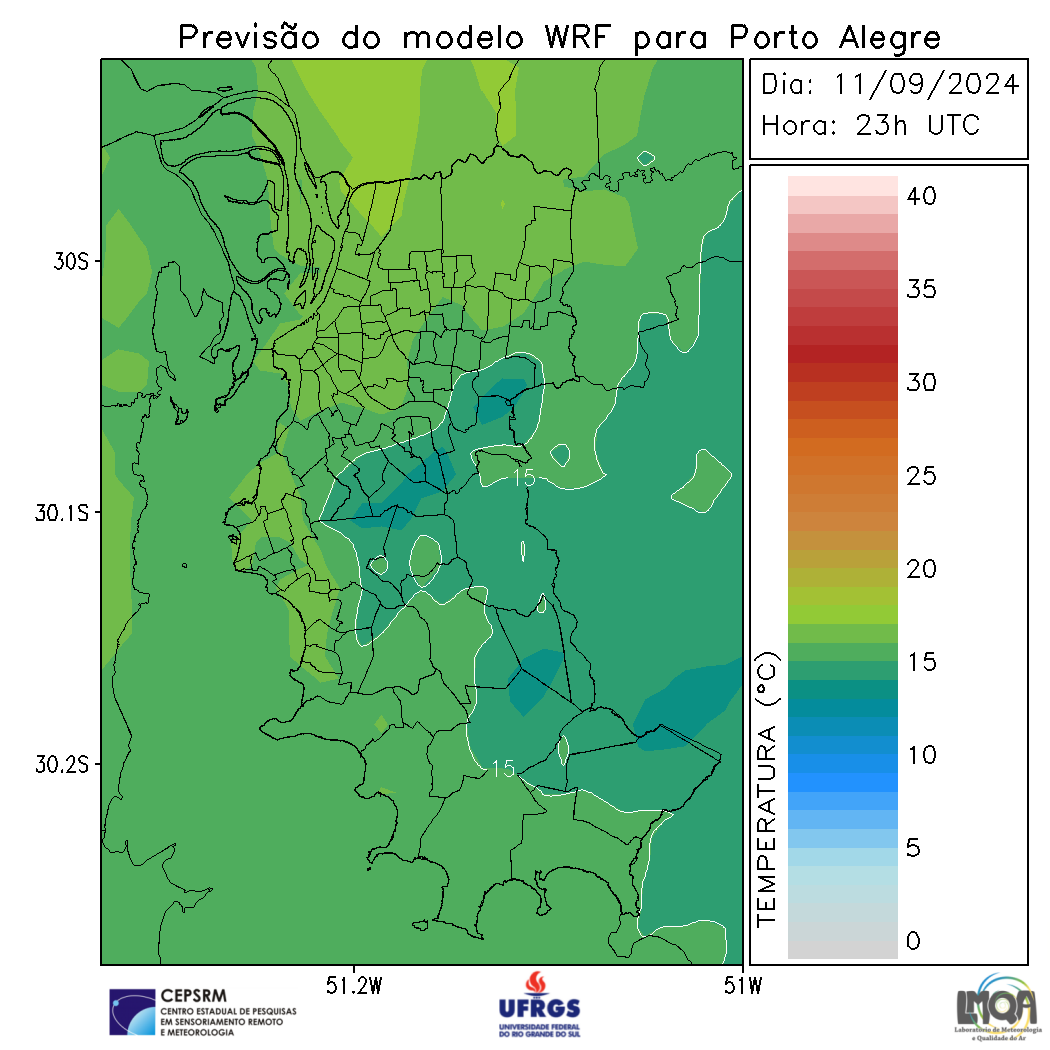 Previsão do modelo WRF para Porto Alegre
Dia: 11/09/2024
Hora: 23h UTC
40
35
30
25
20
15
10
5
0
TEMPERATURA (°C)
30S
30.1S
30.2S
15
15
51.2W
51W
CEPSRM
CENTRO ESTADUAL DE PESQUISAS
EM SENSORIAMENTO REMOTO
E METEOROLOGIA
UFRGS
UNIVERSIDADE FEDERAL
DO RIO GRANDE DO SUL
LMQA
Laboratório de Meteorologia
e Qualidade do Ar